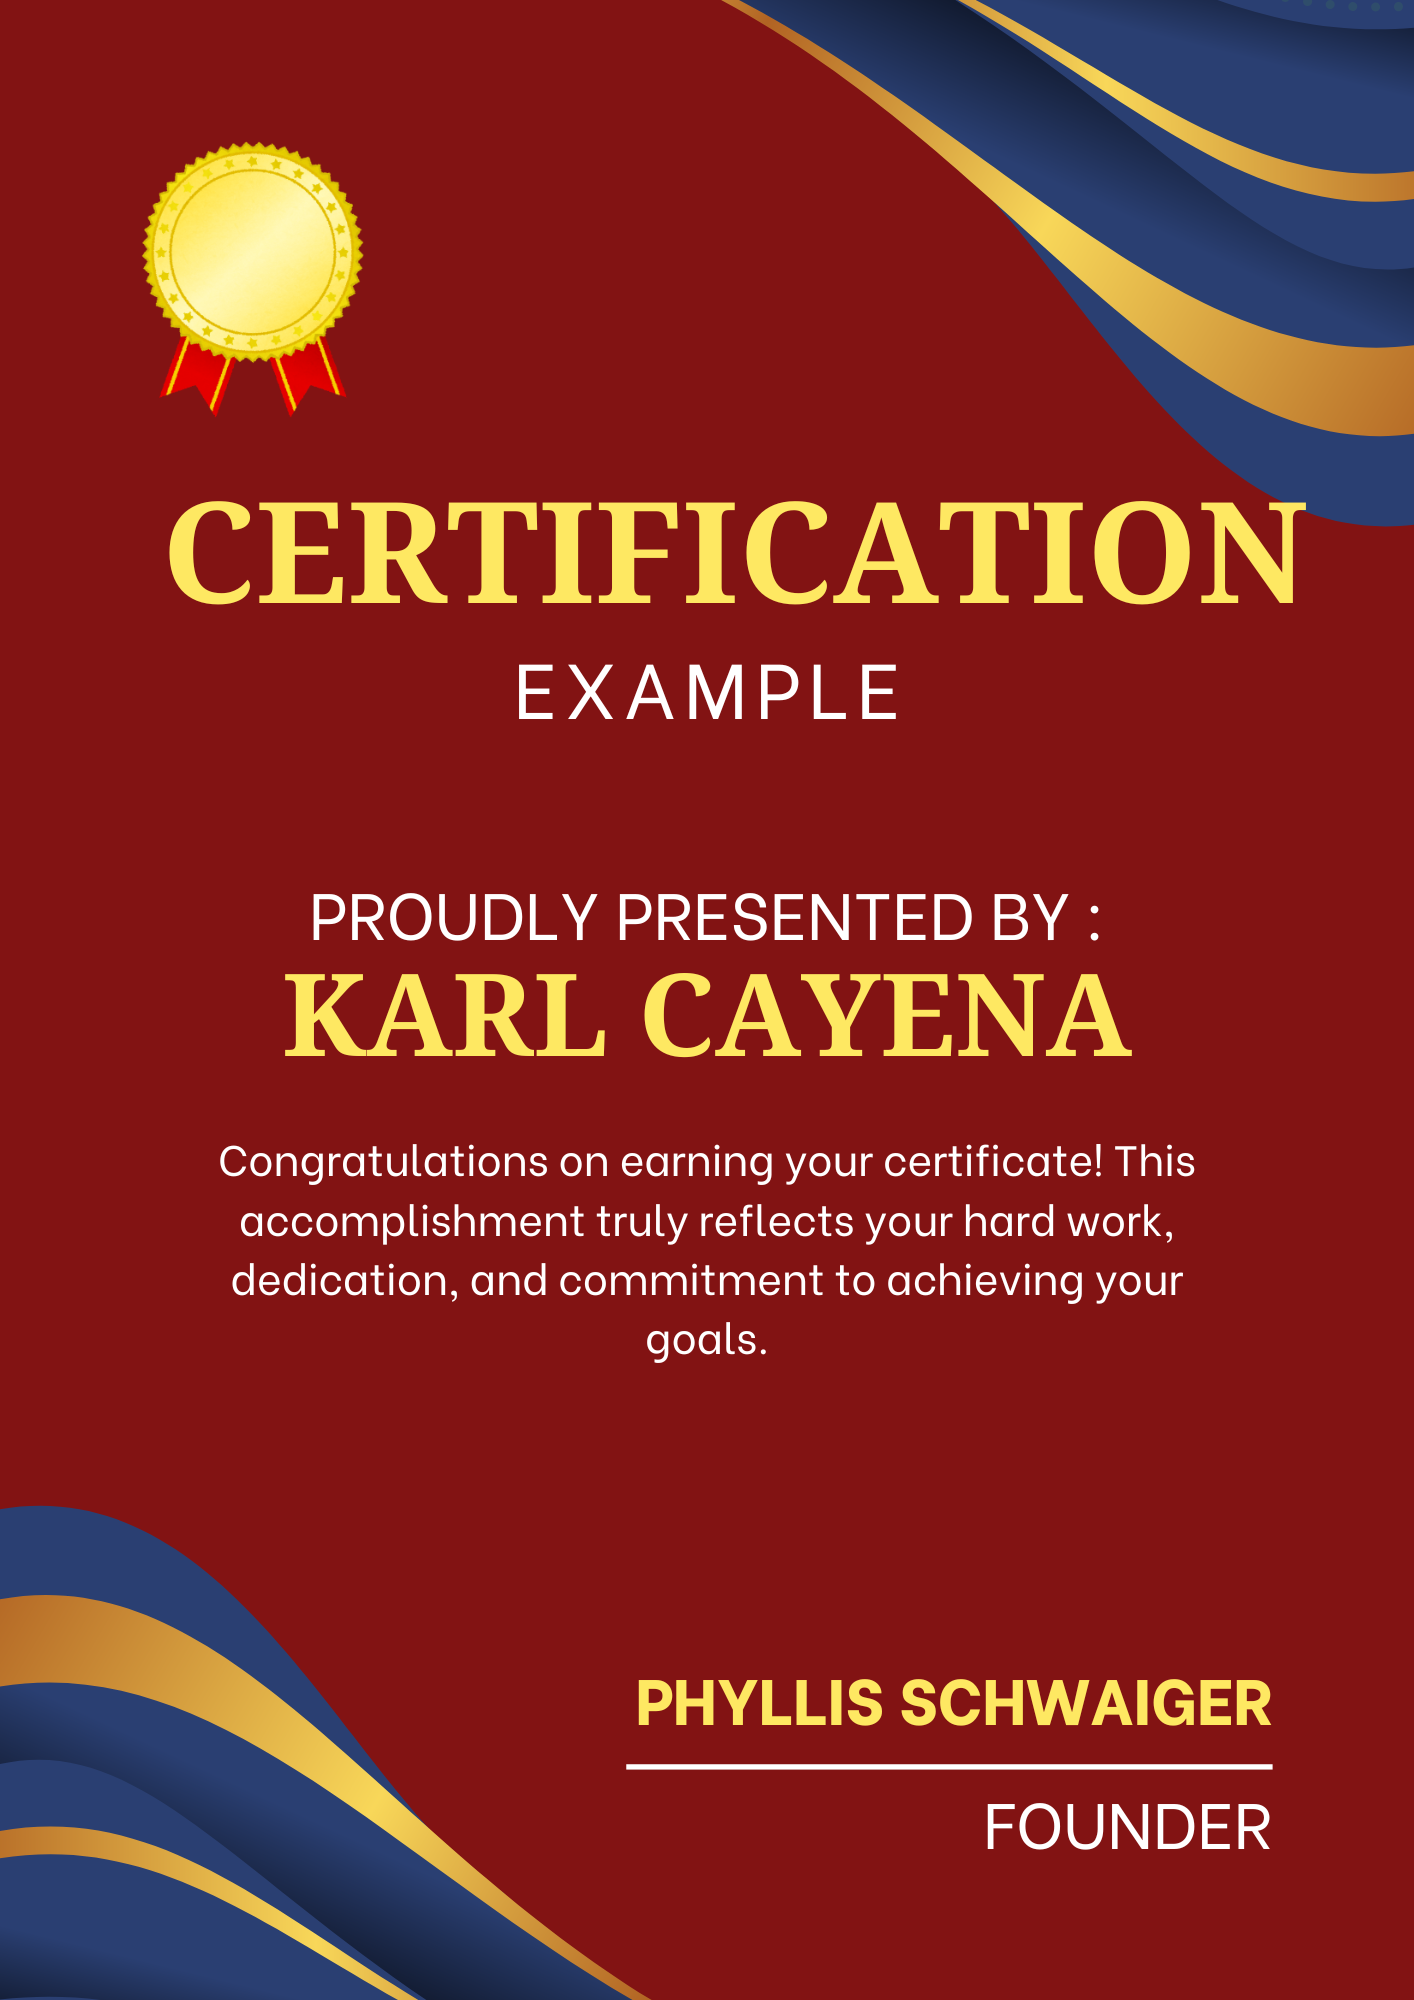 CERTIFICATION
EXAMPLE
PROUDLY PRESENTED BY :
KARL CAYENA
Congratulations on earning your certificate! This
accomplishment truly reflects your hard work,
dedication, and commitment to achieving your
goals.
PHYLLIS SCHWAIGER
FOUNDER